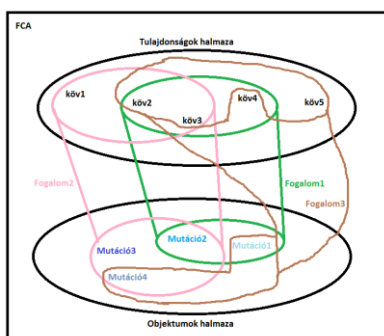 FCA
Tulajdonságok halmaza
köv1
köv2
köv3
köv4
köv5
Fogalom2
Fogalom1
Fogalom3
Mutáció2
Mutáció1
Mutáció3
Mutáció4
Objektumok halmaza